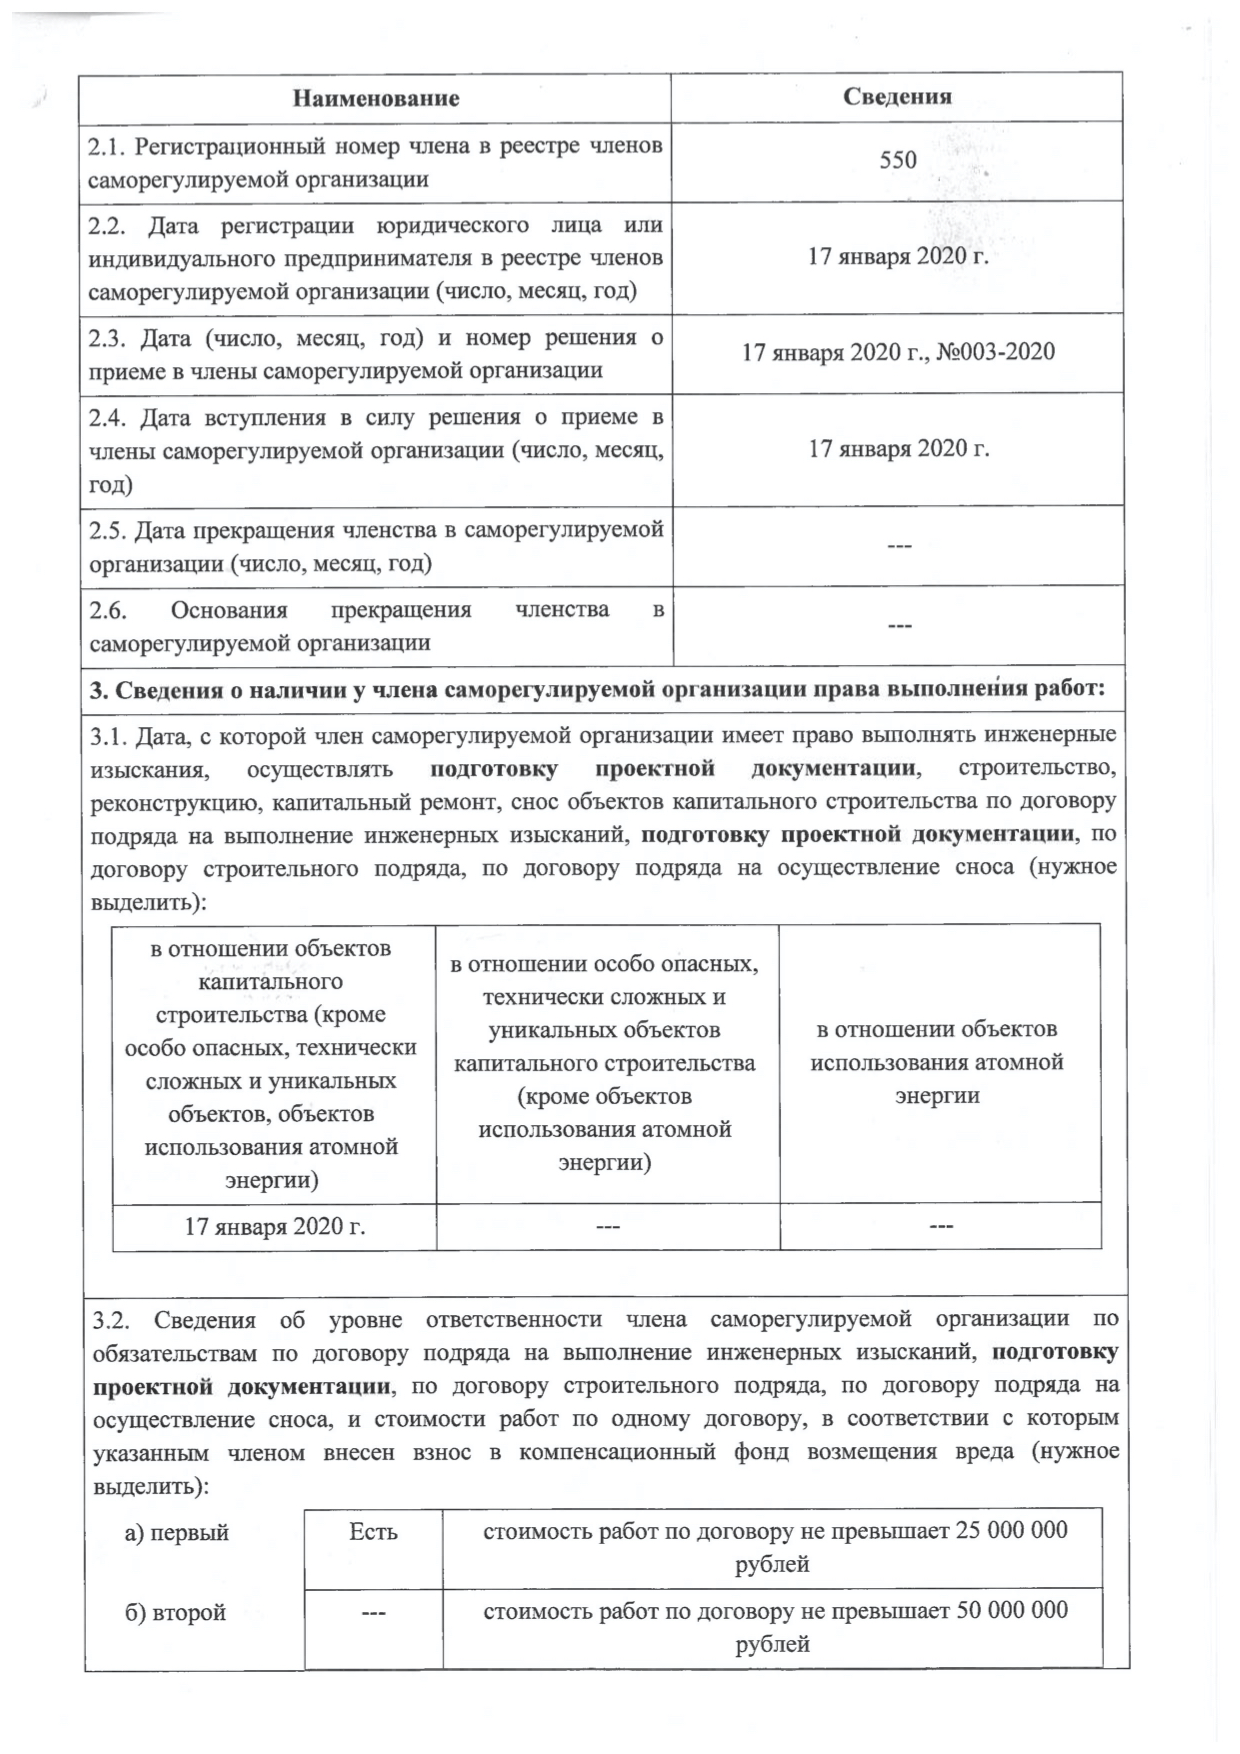 Наименование
Сведения
2.1. Регистрационный номер члена в реестре членов
саморегулируемой организации
550
2.2. Дата регистрации юридического лица или
индивидуального предпринимателя в реестре членов
саморегулируемой организации (число, месяц, год)
17 января 2020 г.
2.3. Дата (число, месяц, год) и номер решения о
приеме в члены саморегулируемой организации
17 января 2020 г., №003-2020
2.4. Дата вступления в силу решения о приеме в
члены саморегулируемой организации (число, месяц,
год)
17 января 2020 г.
2.5. Дата прекращения членства в саморегулируемой
организации (число, месяц, год)
---
2.6. Основания прекращения членства в
саморегулируемой организации
---
3. Сведения о наличии у члена саморегулируемой организации права выполнения работ:
3.1. Дата, с которой член саморегулируемой организации имеет право выполнять инженерные
изыскания, осуществлять подготовку проектной документации, строительство,
реконструкцию, капитальный ремонт, снос объектов капитального строительства по договору
подряда на выполнение инженерных изысканий, подготовку проектной документации, по
договору строительного подряда, по договору подряда на осуществление сноса (нужное
выделить):
в отношении объектов
капитального
строительства (кроме
особо опасных, технически
сложных и уникальных
объектов, объектов
использования атомной
энергии)
в отношении особо опасных,
технически сложных и
уникальных объектов
капитального строительства
(кроме объектов
использования атомной
энергии)
в отношении объектов
использования атомной
энергии
17 января 2020 г.
---
---
3.2. Сведения об уровне ответственности члена саморегулируемой организации по
обязательствам по договору подряда на выполнение инженерных изысканий, подготовку
проектной документации, по договору строительного подряда, по договору подряда на
осуществление сноса, и стоимости работ по одному договору, в соответствии с которым
указанным членом внесен взнос в компенсационный фонд возмещения вреда (нужное
выделить):
а) первый
Есть
стоимость работ по договору не превышает 25 000 000
рублей
б) второй
---
стоимость работ по договору не превышает 50 000 000
рублей